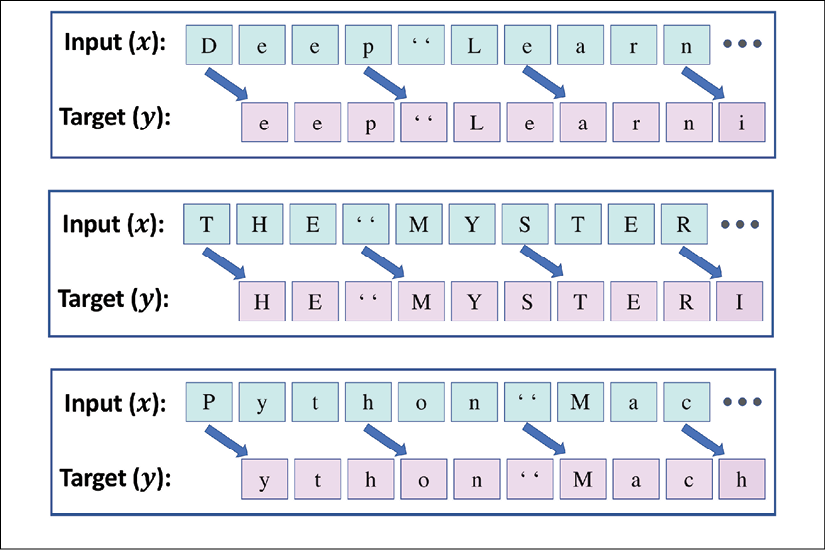 Input (x): D e e p ‘ ‘ L e a r n •••
Target (y): e e p ‘ ‘ L e a r n i
Input (x): T H E ‘ ‘ M Y S T E R •••
Target (y): H E ‘ ‘ M Y S T E R I
Input (x): P y t h o n ‘ ‘ M a c •••
Target (y): y t h o n ‘ ‘ M a c h